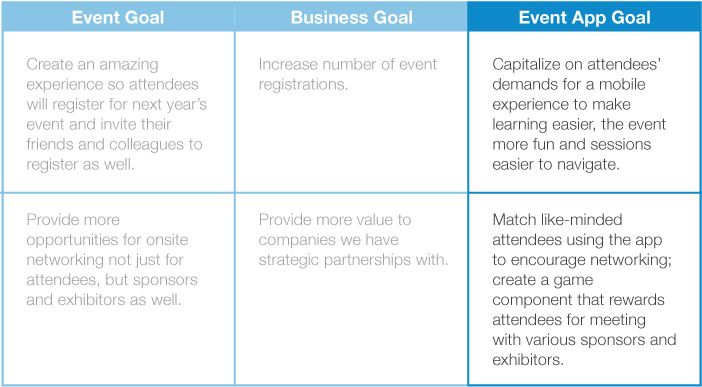 Event Goal
Business Goal
Event App Goal
Create an amazing
experience so attendees
will register for next year's
event and invite their
friends and colleagues to
register as well.
Increase number of event
registrations.
Capitalize on attendees'
demands for a mobile
experience to make
learning easier, the event
more fun and sessions
easier to navigate.
Provide more
opportunities for onsite
networking not just for
attendees, but sponsors
and exhibitors as well.
Provide more value to
companies we have
strategic partnerships with.
Match like-minded
attendees using the app
to encourage networking;
create a game
component that rewards
attendees for meeting
with various sponsors and
exhibitors.